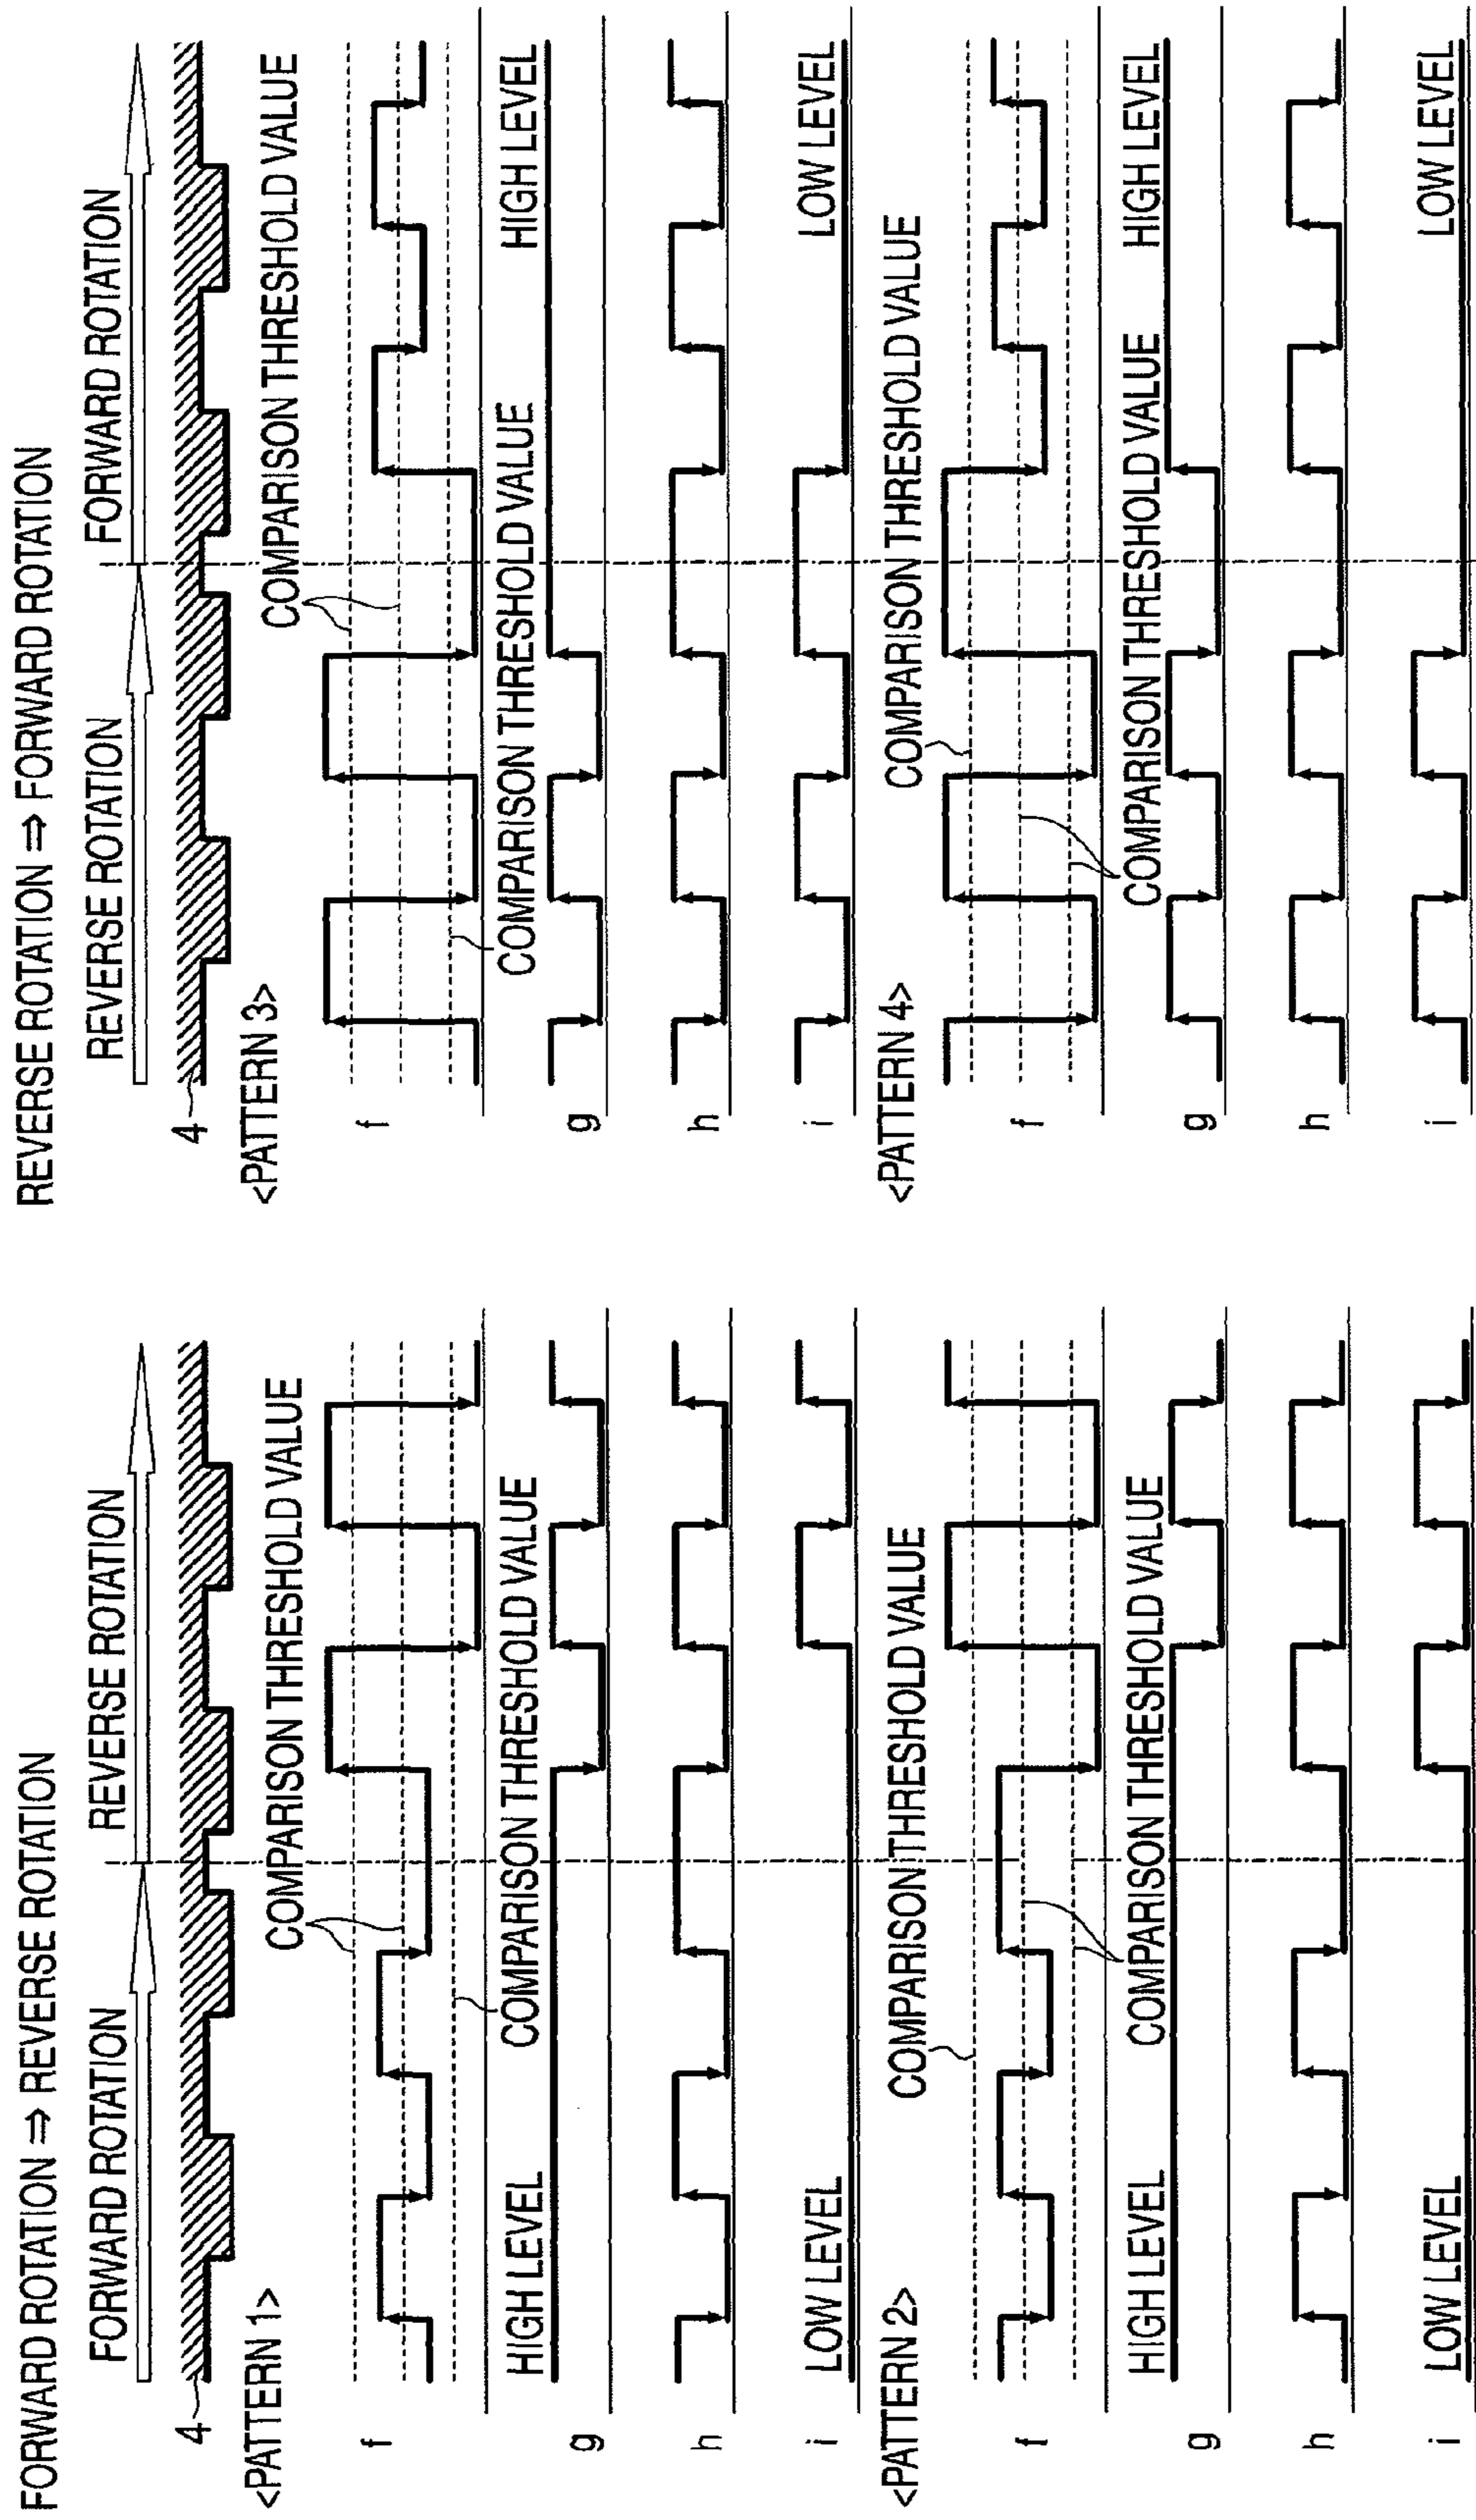 FORWARD ROTATION ⇒ REVERSE ROTATION
FORWARD ROTATION
REVERSE ROTATION
4
<PATTERN 1>
COMPARISON THRESHOLD VALUE
f
HIGH LEVEL
COMPARISON THRESHOLD VALUE
g
h
LOW LEVEL
i
<PATTERN 2>
COMPARISON THRESHOLD VALUE
f
HIGH LEVEL
COMPARISON THRESHOLD VALUE
g
h
LOW LEVEL
i
REVERSE ROTATION ⇒ FORWARD ROTATION
REVERSE ROTATION
FORWARD ROTATION
4
<PATTERN 3>
COMPARISON THRESHOLD VALUE
f
COMPARISON THRESHOLD VALUE
HIGH LEVEL
g
h
LOW LEVEL
i
<PATTERN 4>
COMPARISON THRESHOLD VALUE
f
COMPARISON THRESHOLD VALUE
HIGH LEVEL
g
h
LOW LEVEL
i